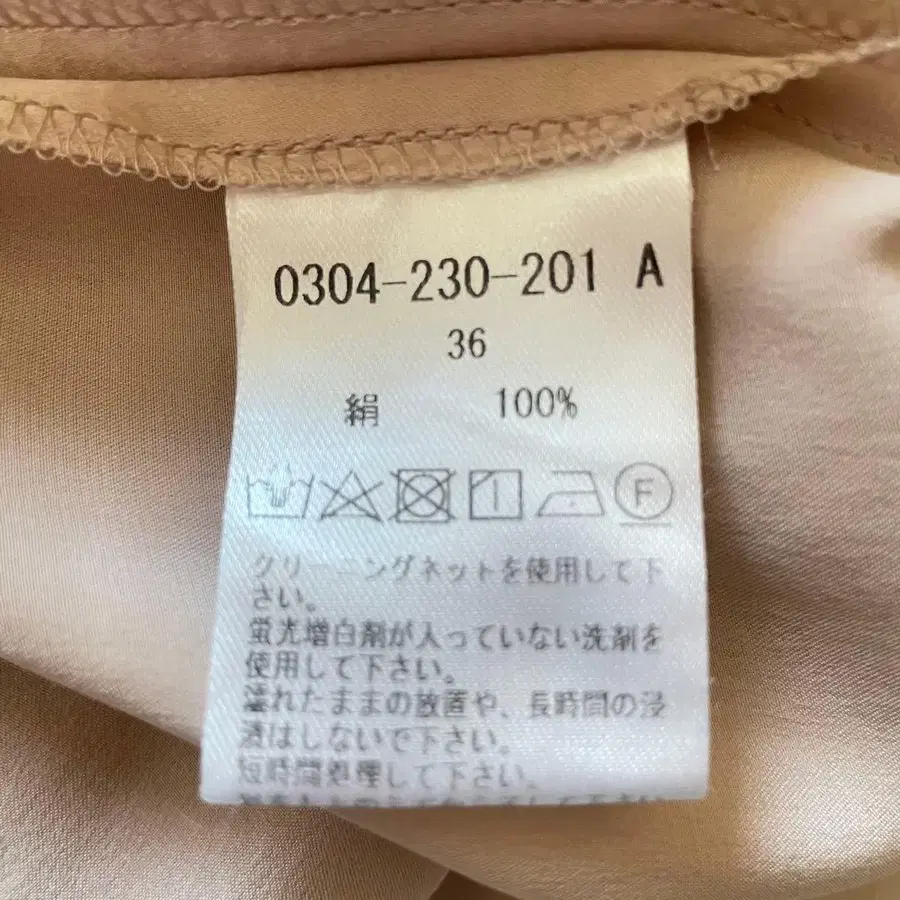 0304-230-201 A
36
絹 100%
F
クリーニングネットを使用して下
さい。
蛍光増白剤が入っていない洗剤を
使用して下さい。
濡れたままの放置や、長時間の浸
漬はしないで下さい。
短時間処理して下さい。